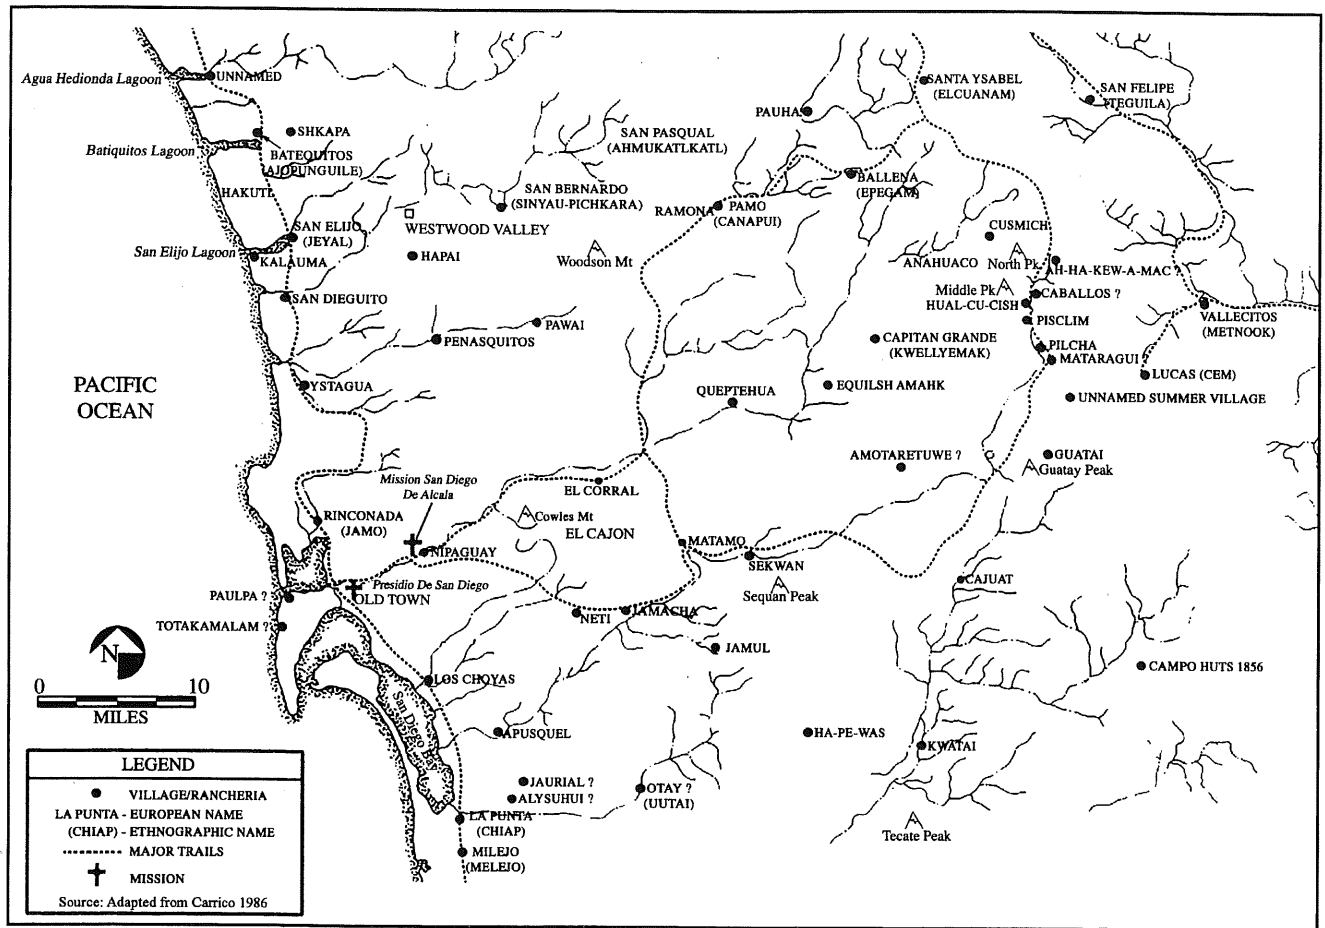 Agua Hedionda Lagoon
UNNAMED
SHKAPA
Batiquitos Lagoon
BATEQUITOS
(AJOPUNGUILE)
HAKUTL
SAN ELIJO
(JEYAL)
San Elijo Lagoon
KALAUMA
SAN DIEGUITO
WESTWOOD VALLEY
HAPAI
SAN BERNARDO
(SINYAU-PICHKARA)
SAN PASQUAL
(AHMUKATLKATL)
Woodson Mt
PAUHA
SANTA YSABEL
(ELCUANAM)
SAN FELIPE
(TEGUILA)
BALLENA
(EPEGAM)
RAMONA
PAMO
(CANAPUI)
CUSMICH
ANAHUACO
North Pk
AH-HA-KEW-A-MAC ?
Middle Pk
CABALLOS ?
HUAL-CU-CISH
PISCLIM
VALLECITOS
(METNOOK)
PAWAI
PENASQUITOS
CAPITAN GRANDE
(KWELLYEMAK)
PILCHA
MATARAGUI ?
LUCAS (CEM)
PACIFIC
OCEAN
YSTAGUA
QUEPTEHUA
EQUILSH AMAHK
UNNAMED SUMMER VILLAGE
AMOTARETUWE ?
GUATAI
Guatay Peak
Mission San Diego
De Alcala
EL CORRAL
RINCONADA
(JAMO)
Cowles Mt
EL CAJON
NIPAGUAY
MATAMO
SEKWAN
Sequan Peak
CAJUAT
PAULPA ?
Presidio De San Diego
OLD TOWN
TOTAKAMALAM ?
NETI
JAMACHA
JAMUL
CAMPO HUTS 1856
N
0 10
MILES
LOS CHOYAS
San Diego Bay
APUSQUEL
HA-PE-WAS
KWATAI
JAURIAL ?
ALYSUHUI ?
OTAY ?
(UUTAI)
LA PUNTA
(CHIAP)
Tecate Peak
MILEJO
(MELEJO)
LEGEND
VILLAGE/RANCHERIA
LA PUNTA - EUROPEAN NAME
(CHIAP) - ETHNOGRAPHIC NAME
MAJOR TRAILS
MISSION
Source: Adapted from Carrico 1986